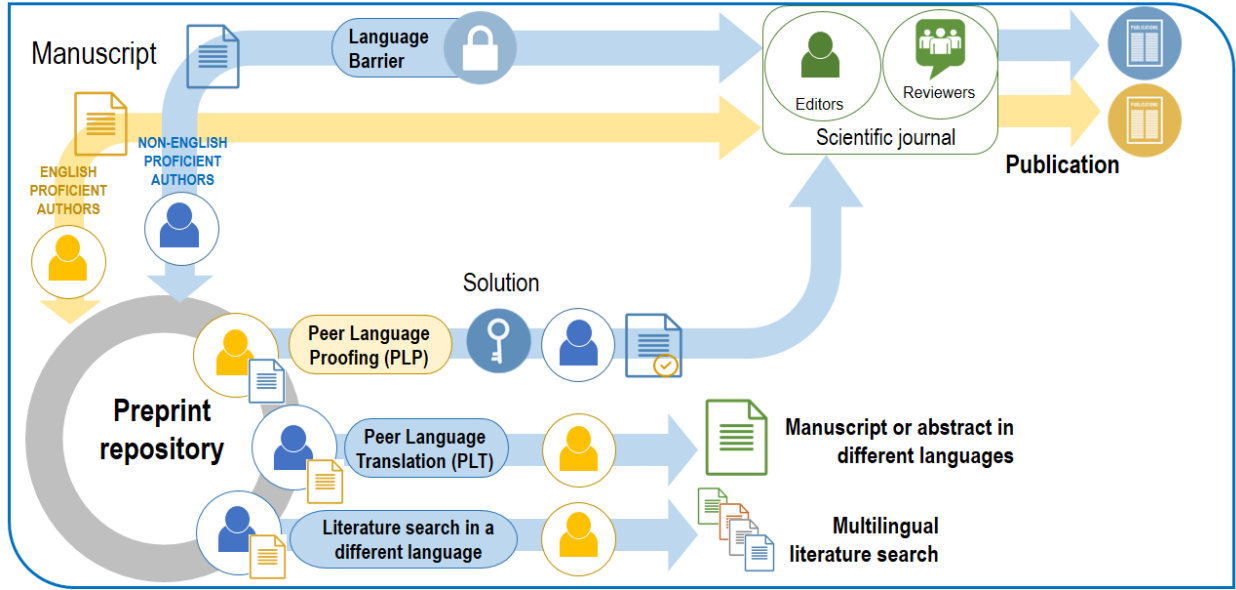 Manuscript
Language
Barrier
Editors
Reviewers
Scientific journal
PUBLICATIONS
PUBLICATIONS
Publication
NON-ENGLISH
PROFICIENT
AUTHORS
ENGLISH
PROFICIENT
AUTHORS
Solution
Peer Language
Proofing (PLP)
Preprint
repository
Peer Language
Translation (PLT)
Manuscript or abstract in
different languages
Literature search in a
different language
Multilingual
literature search